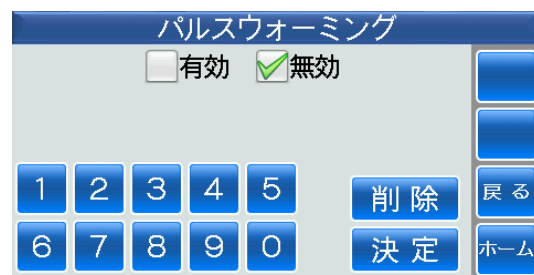 パルスウォーミング
有効 無効
1 2 3 4 5 削除 戻る
6 7 8 9 0 決定 ホーム